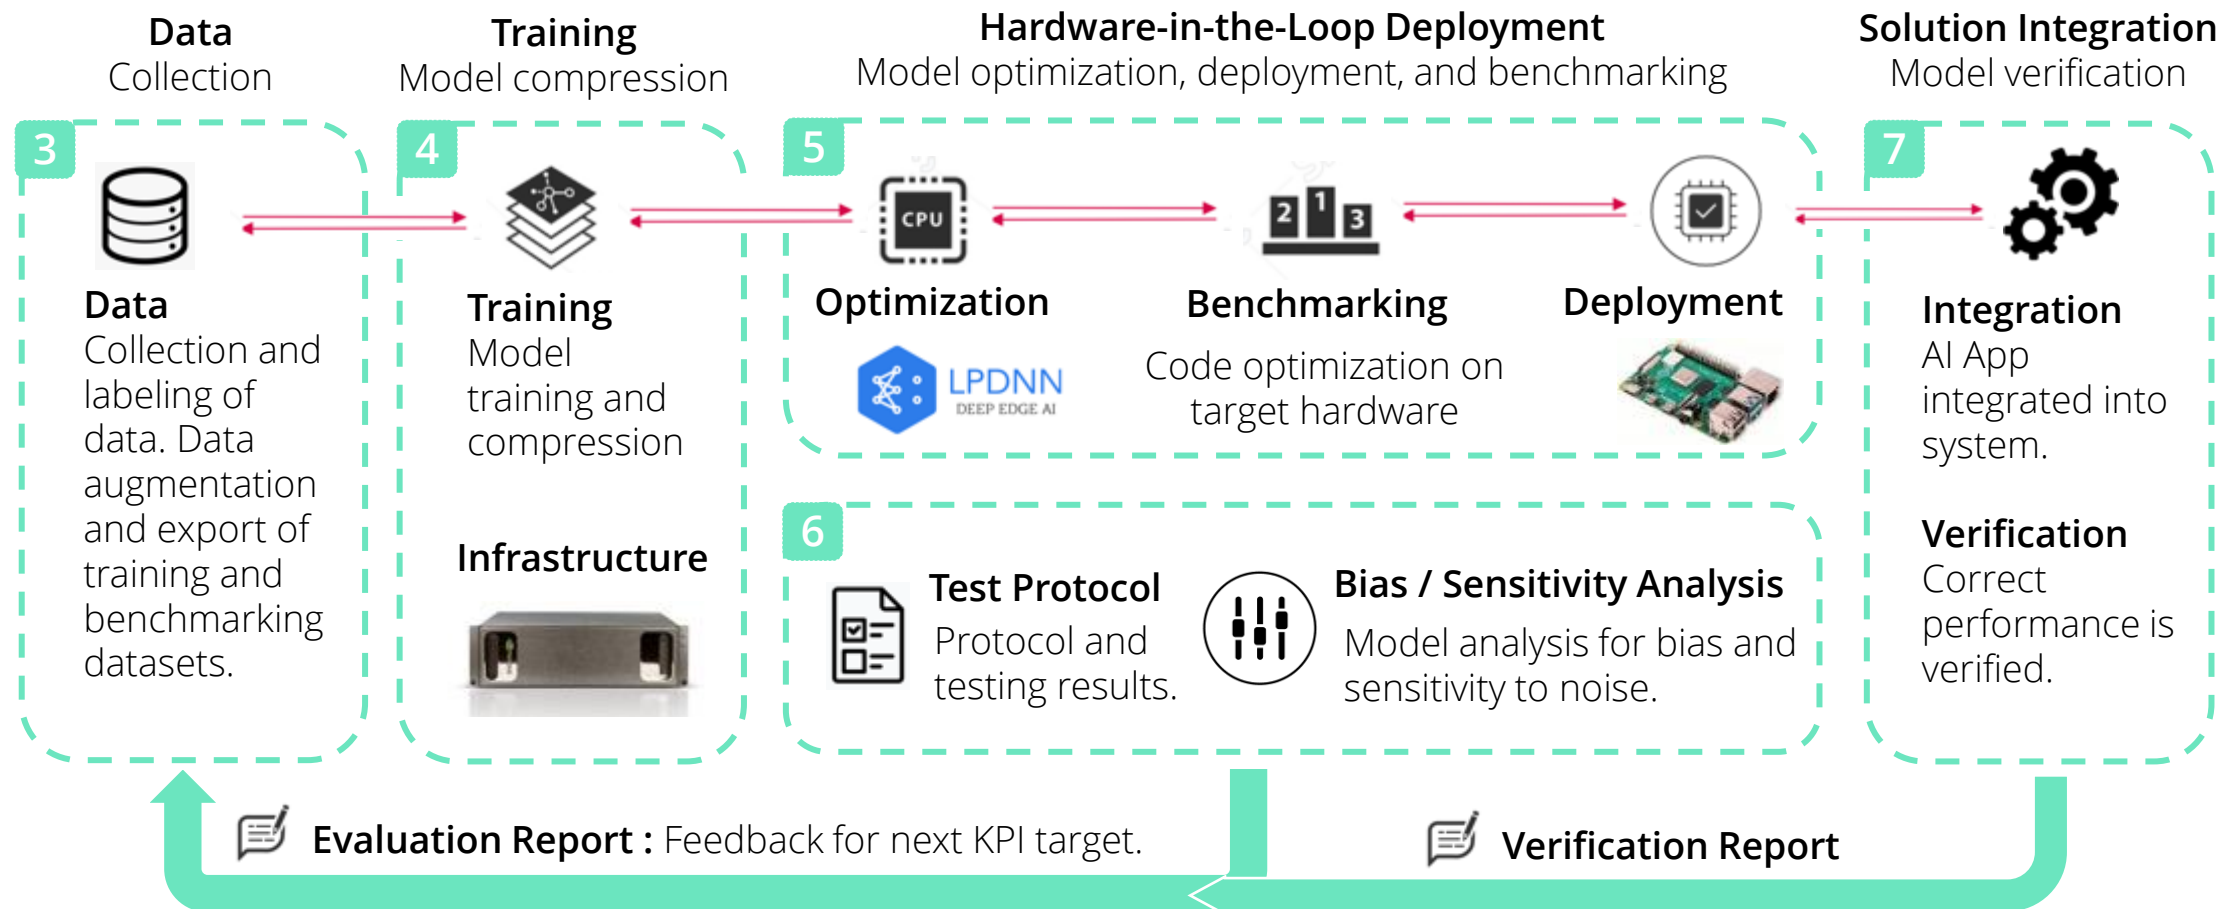 Data
Collection
Training
Model compression
Hardware-in-the-Loop Deployment
Model optimization, deployment, and benchmarking
Solution Integration
Model verification
3
Data
Collection and
labeling of
data. Data
augmentation
and export of
training and
benchmarking
datasets.
4
Training
Model
training and
compression
Infrastructure
5
CPU
Optimization
LPDNN
DEEP EDGE AI
2 1 3
Benchmarking
Code optimization on
target hardware
Deployment
6
Test Protocol
Protocol and
testing results.
Bias / Sensitivity Analysis
Model analysis for bias and
sensitivity to noise.
7
Integration
AI App
integrated into
system.
Verification
Correct
performance is
verified.
Evaluation Report : Feedback for next KPI target.
Verification Report